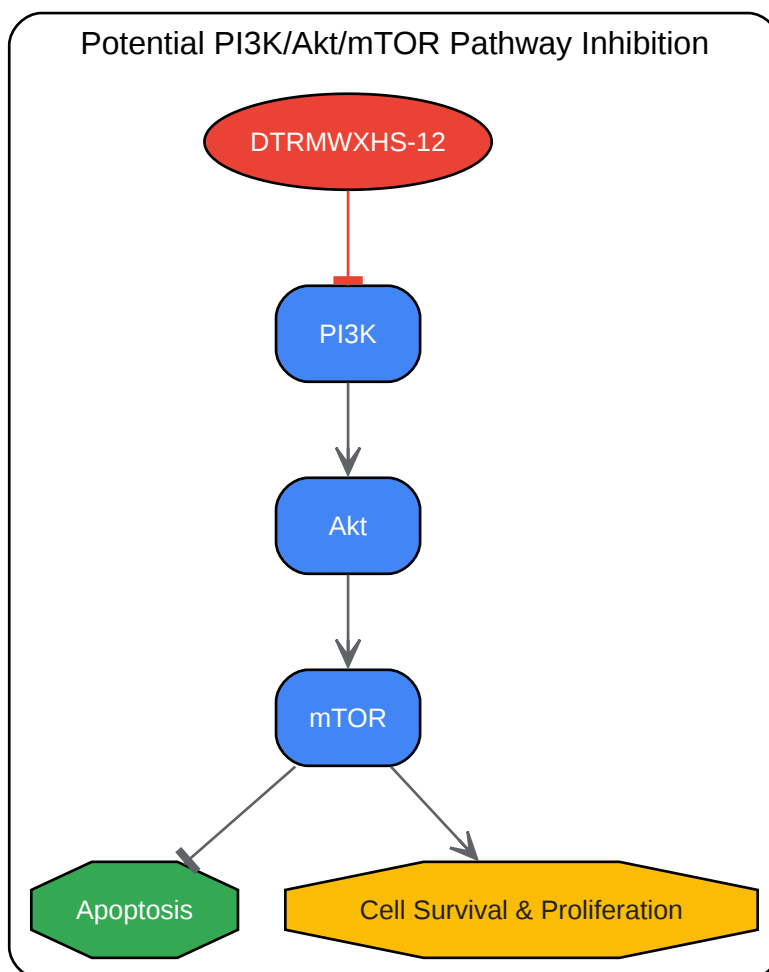 Potential PI3K/Akt/mTOR Pathway Inhibition
DTRMWXHS-12
PI3K
Akt
mTOR
Apoptosis
Cell Survival & Proliferation